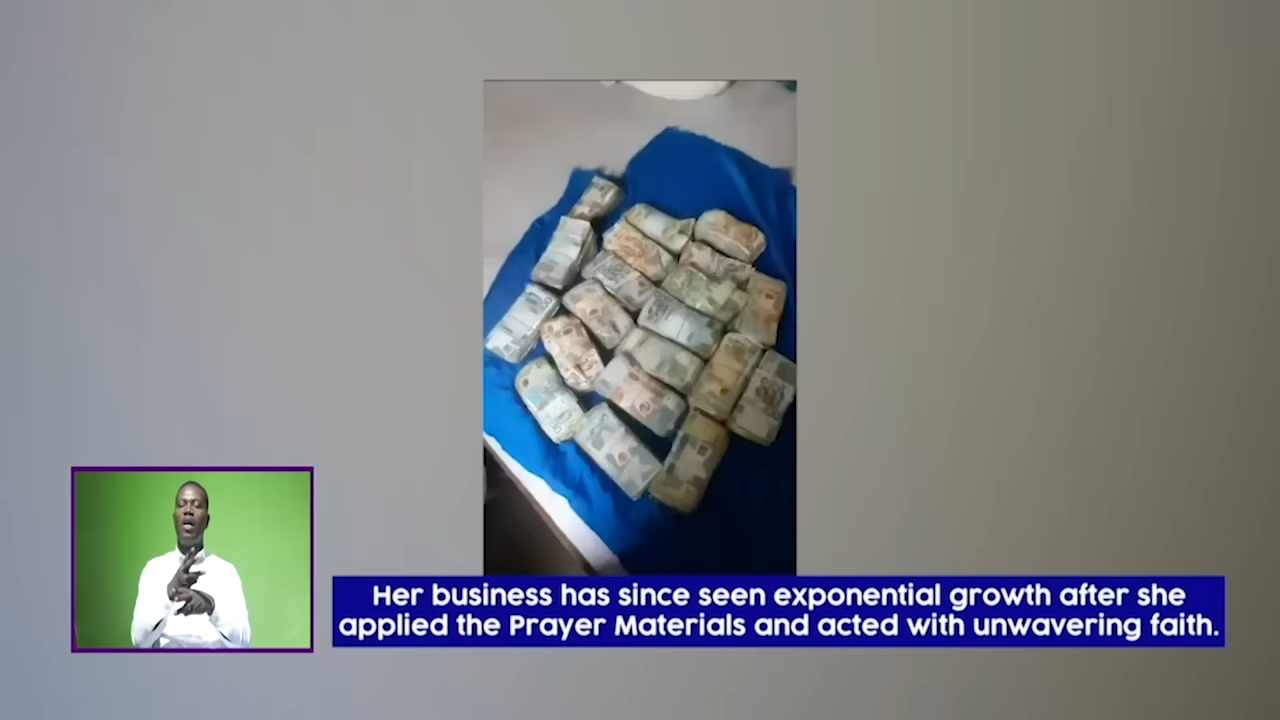 Her business has since seen exponential growth after she
applied the Prayer Materials and acted with unwavering faith.